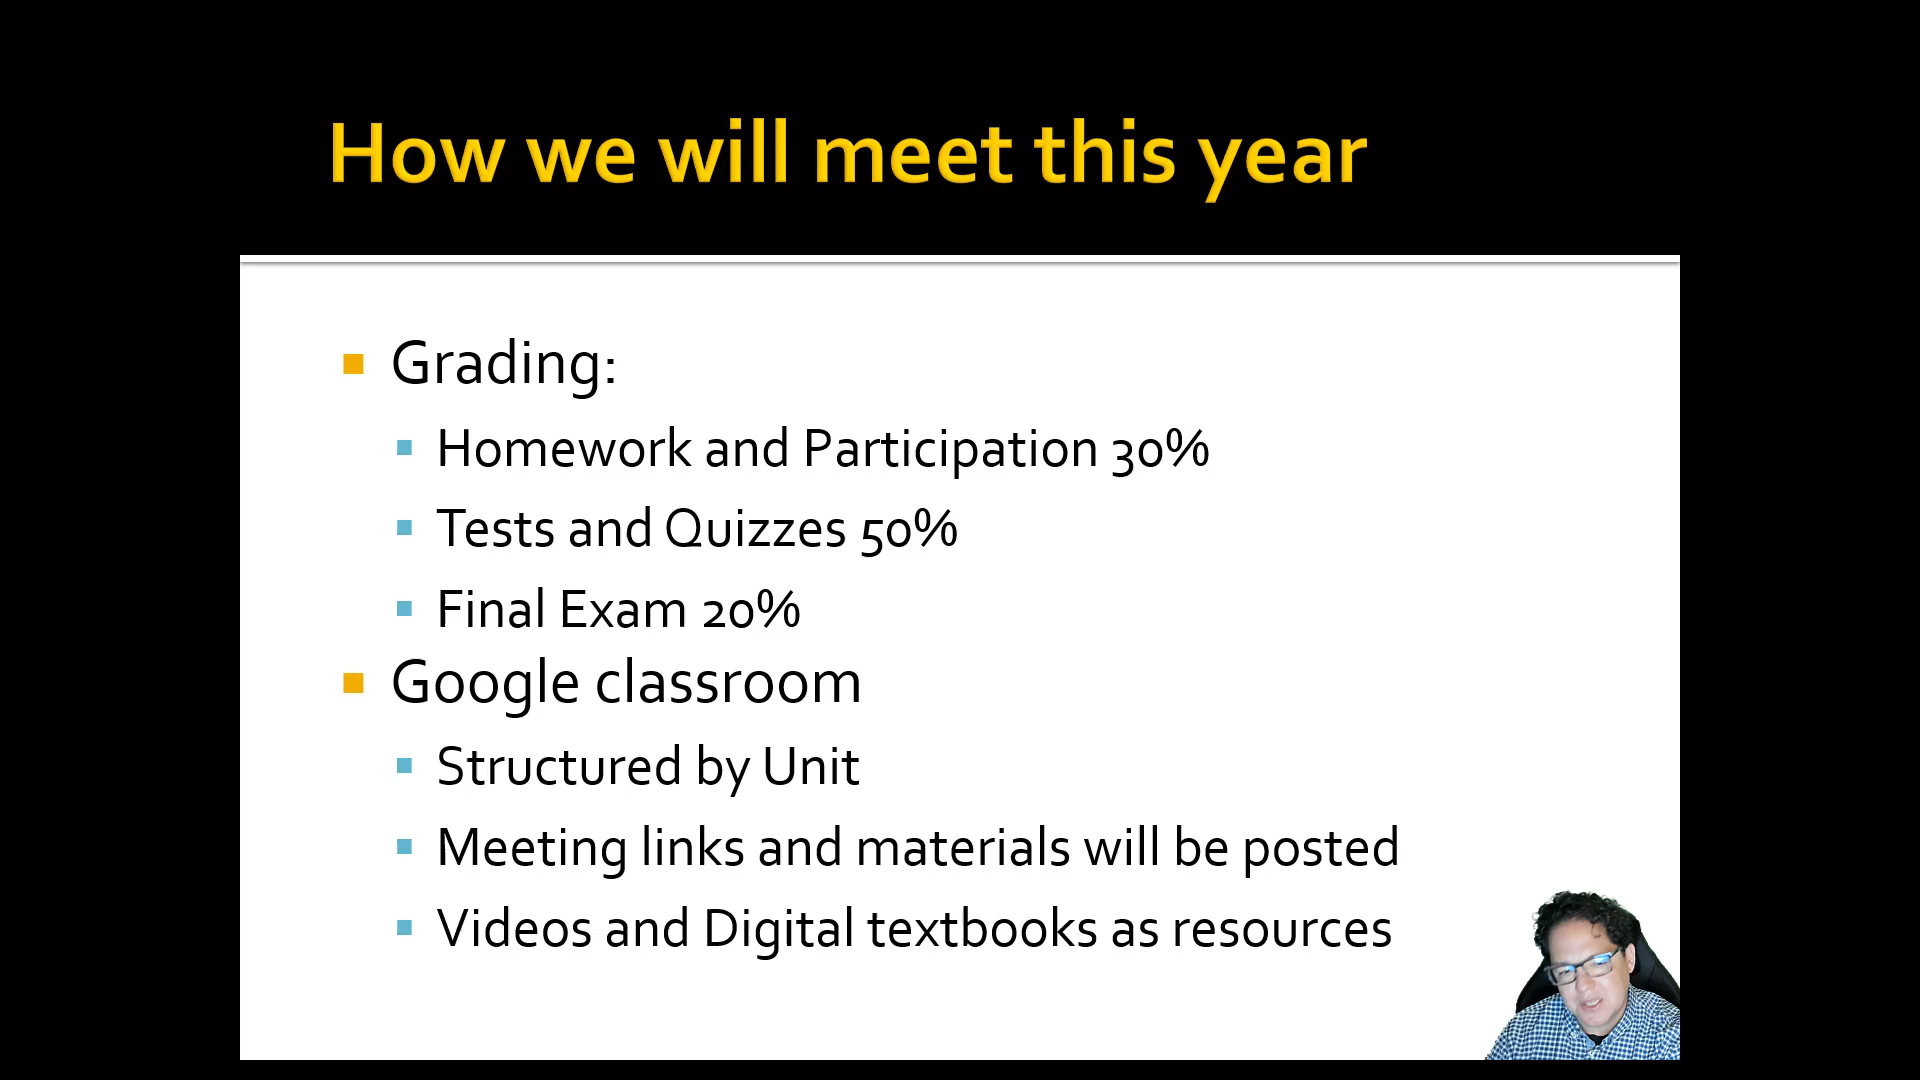 How we will meet this year
Grading:
Homework and Participation 30%
Tests and Quizzes 50%
Final Exam 20%
Google classroom
Structured by Unit
Meeting links and materials will be posted
Videos and Digital textbooks as resources